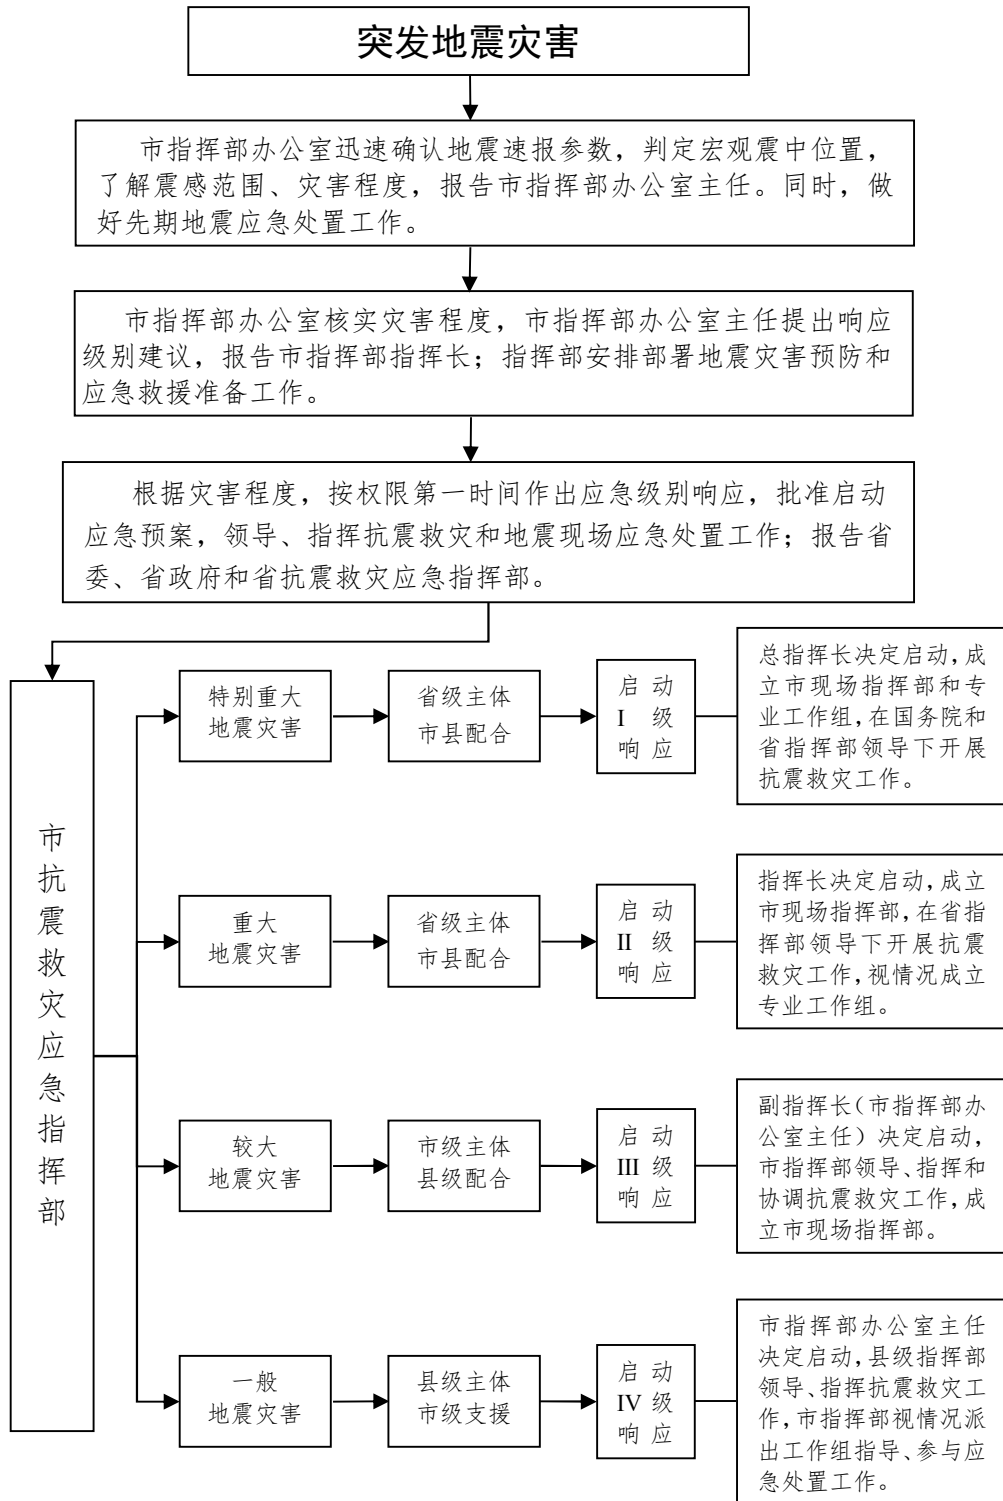 突发地震灾害
市指挥部办公室迅速确认地震速报参数，判定宏观震中位置，
了解震感范围、灾害程度，报告市指挥部办公室主任。同时，做
好先期地震应急处置工作。
市指挥部办公室核实灾害程度，市指挥部办公室主任提出响应
级别建议，报告市指挥部指挥长；指挥部安排部署地震灾害预防和
应急救援准备工作。
根据灾害程度，按权限第一时间作出应急级别响应，批准启动
应急预案，领导、指挥抗震救灾和地震现场应急处置工作；报告省
委、省政府和省抗震救灾应急指挥部。
市抗震救灾应急指挥部
特别重大
地震灾害
省级主体
市县配合
启动
I 级
响应
总指挥长决定启动，成
立市现场指挥部和专
业工作组，在国务院和
省指挥部领导下开展
抗震救灾工作。
重大
地震灾害
省级主体
市县配合
启动
II 级
响应
指挥长决定启动，成立
市现场指挥部，在省指
挥部领导下开展抗震
救灾工作，视情况成立
专业工作组。
较大
地震灾害
市级主体
县级配合
启动
III 级
响应
副指挥长（市指挥部办
公室主任）决定启动，
市指挥部领导、指挥和
协调抗震救灾工作，成
立市现场指挥部。
一般
地震灾害
县级主体
市级支援
启动
IV 级
响应
市指挥部办公室主任
决定启动，县级指挥部
领导、指挥抗震救灾工
作，市指挥部视情况派
出工作组指导、参与应
急处置工作。